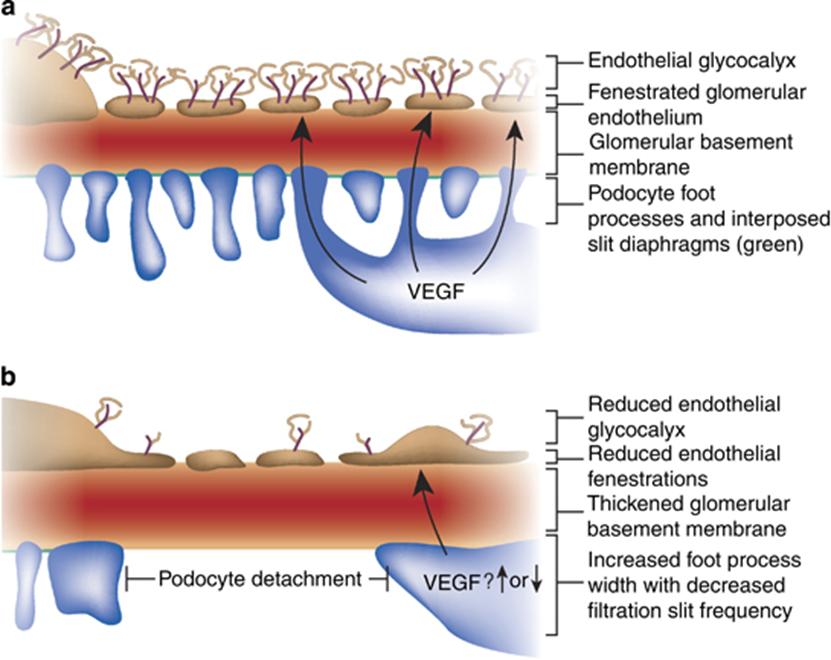 a
Endothelial glycocalyx
Fenestrated glomerular
endothelium
Glomerular basement
membrane
Podocyte foot
processes and interposed
slit diaphragms (green)
VEGF
b
Reduced endothelial
glycocalyx
Reduced endothelial
fenestrations
Thickened glomerular
basement membrane
Increased foot process
width with decreased
filtration slit frequency
Podocyte detachment
VEGF?↑or↓